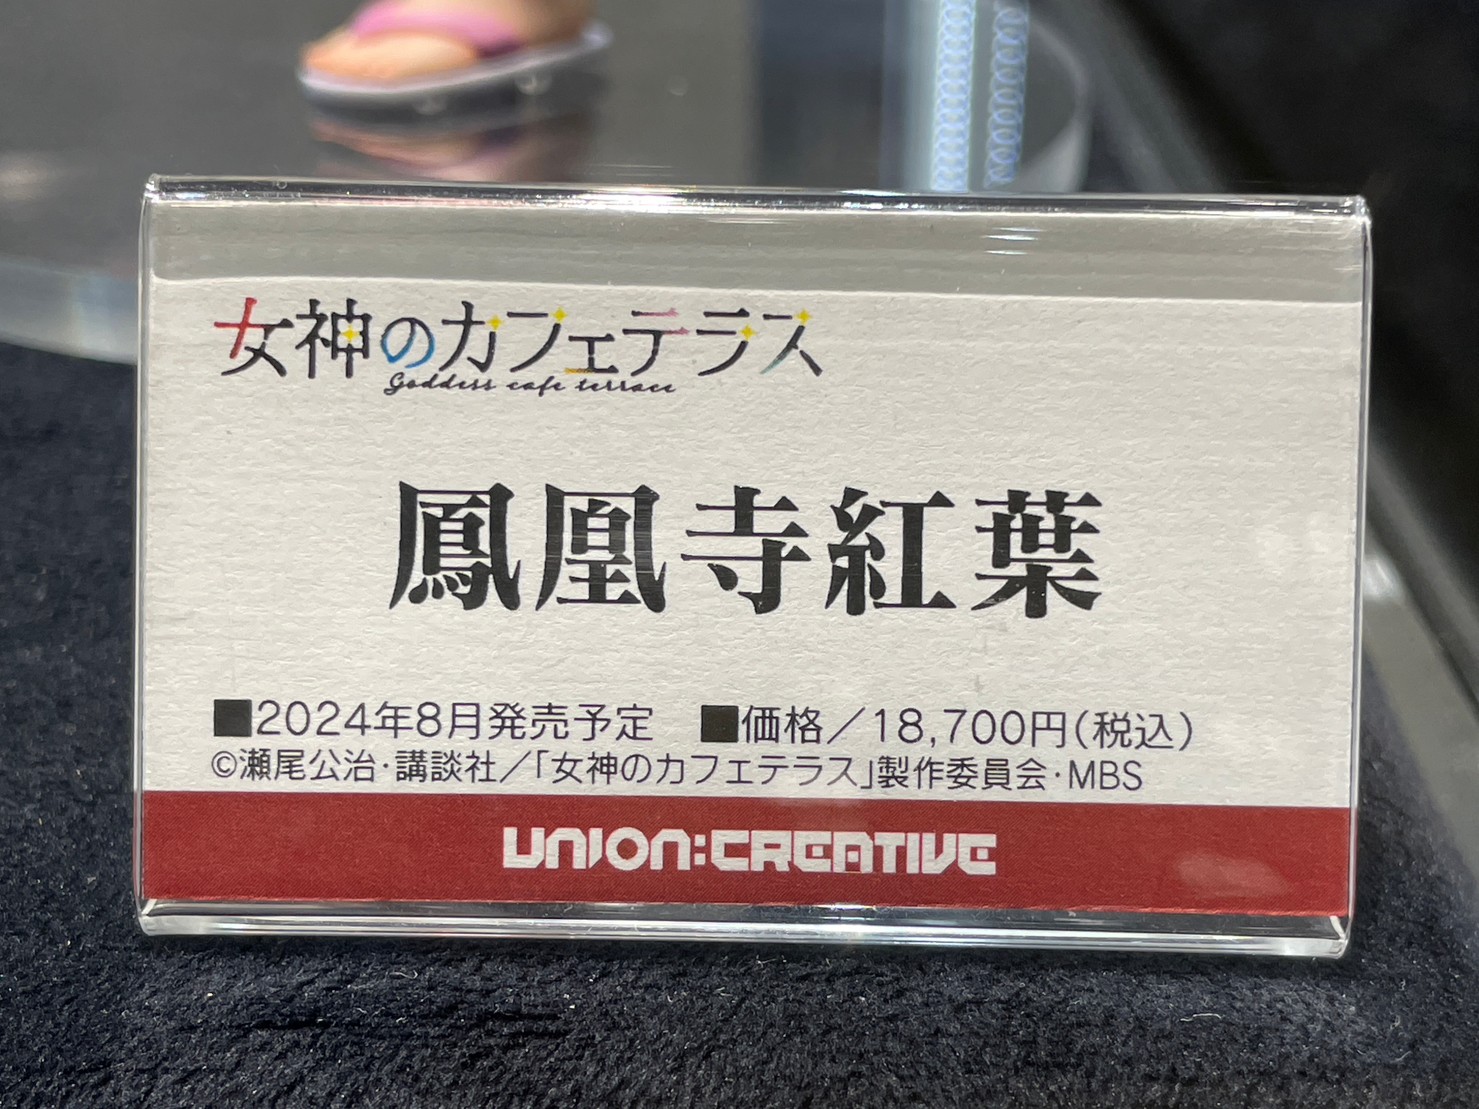 女神のカフェテラス
Goddess cafe terrace
鳳凰寺紅葉
■2024年8月発売予定 ■価格／18,700円(税込)
©瀬尾公治・講談社／「女神のカフェテラス」製作委員会・MBS
UNION:CREATIVE